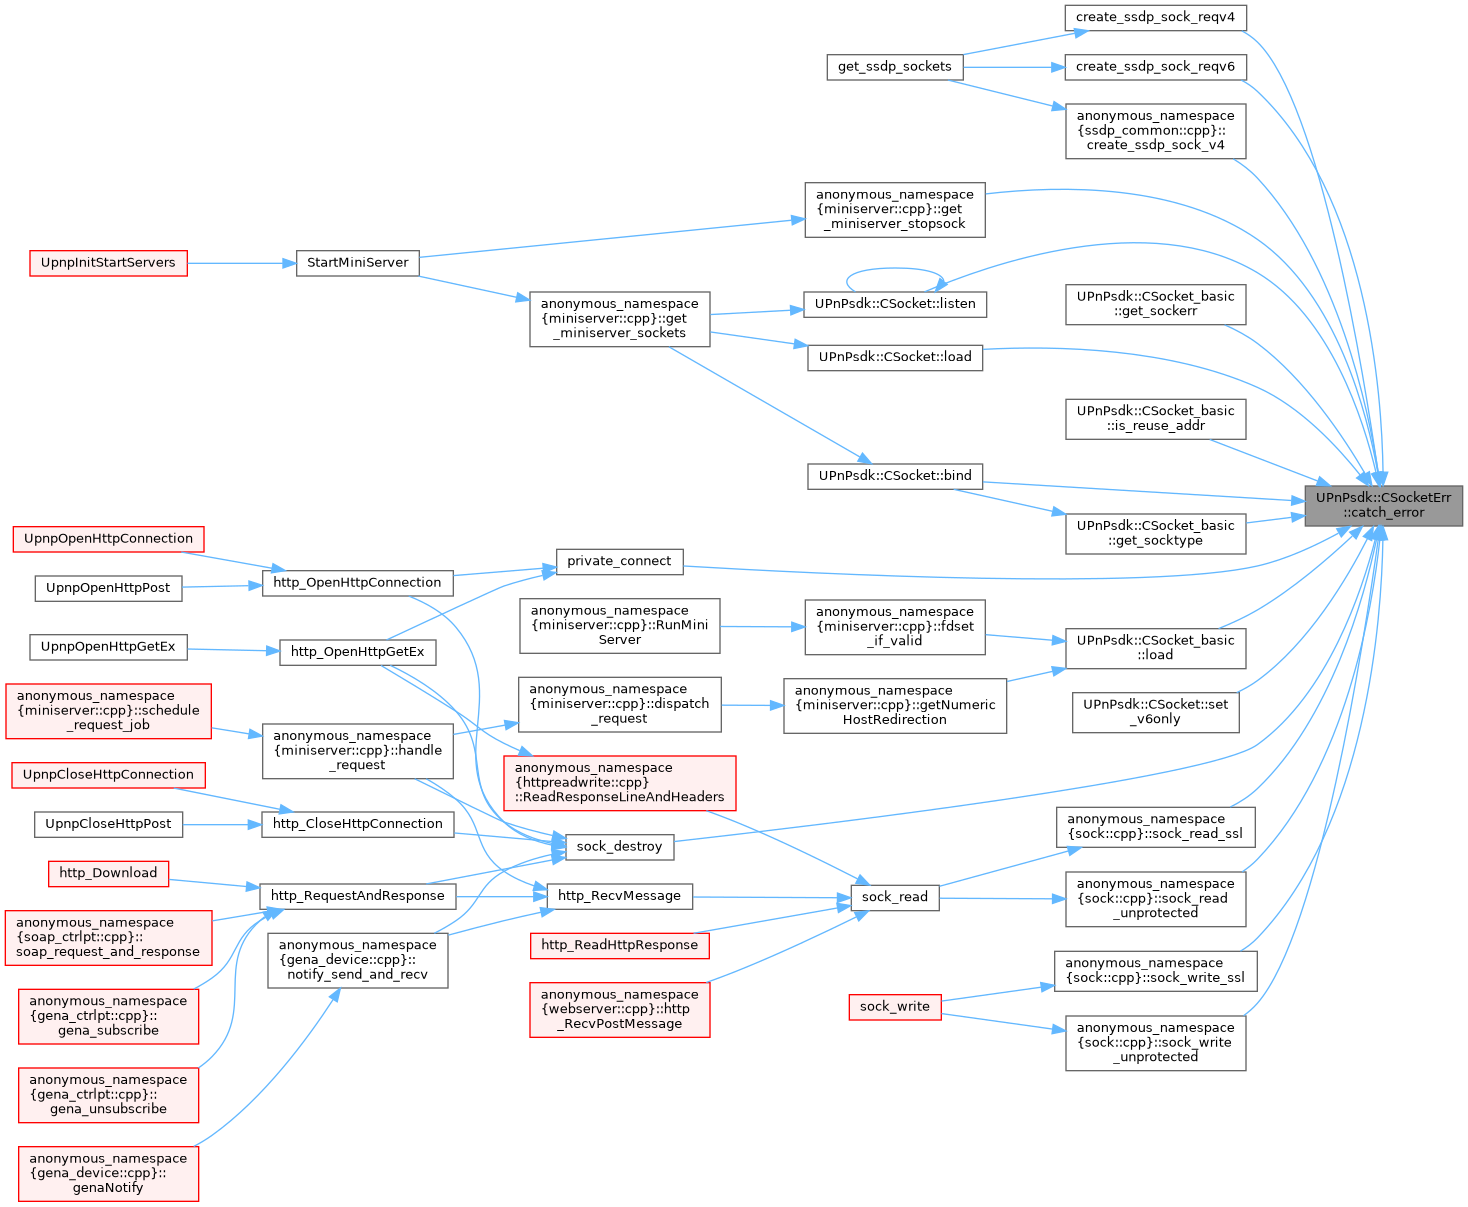 create_ssdp_sock_reqv4
get_ssdp_sockets
create_ssdp_sock_reqv6
anonymous_namespace
{ssdp_common::cpp}::
create_ssdp_sock_v4
anonymous_namespace
{miniserver::cpp}::get
_miniserver_stopsock
UpnpInitStartServers
StartMiniServer
anonymous_namespace
{miniserver::cpp}::get
_miniserver_sockets
UPnPsdk::CSocket::listen
UPnPsdk::CSocket_basic
::get_sockerr
UPnPsdk::CSocket::load
UPnPsdk::CSocket_basic
::is_reuse_addr
UPnPsdk::CSocket::bind
UPnPsdk::CSocketErr
::catch_error
UPnPsdk::CSocket_basic
::get_socktype
UpnpOpenHttpConnection
http_OpenHttpConnection
private_connect
UpnpOpenHttpPost
anonymous_namespace
{miniserver::cpp}::RunMini
Server
anonymous_namespace
{miniserver::cpp}::fdset
_if_valid
UPnPsdk::CSocket_basic
::load
UpnpOpenHttpGetEx
http_OpenHttpGetEx
anonymous_namespace
{miniserver::cpp}::schedule
_request_job
anonymous_namespace
{miniserver::cpp}::dispatch
_request
anonymous_namespace
{miniserver::cpp}::getNumeric
HostRedirection
UPnPsdk::CSocket::set
_v6only
anonymous_namespace
{miniserver::cpp}::handle
_request
UpnpCloseHttpConnection
anonymous_namespace
{httpreadwrite::cpp}
::ReadResponseLineAndHeaders
UpnpCloseHttpPost
http_CloseHttpConnection
sock_destroy
anonymous_namespace
{sock::cpp}::sock_read_ssl
http_Download
http_RequestAndResponse
http_RecvMessage
sock_read
anonymous_namespace
{sock::cpp}::sock_read
_unprotected
anonymous_namespace
{soap_ctrlpt::cpp}::
soap_request_and_response
anonymous_namespace
{gena_device::cpp}::
notify_send_and_recv
http_ReadHttpResponse
anonymous_namespace
{sock::cpp}::sock_write_ssl
anonymous_namespace
{gena_ctrlpt::cpp}::
gena_subscribe
anonymous_namespace
{webserver::cpp}::http
_RecvPostMessage
sock_write
anonymous_namespace
{sock::cpp}::sock_write
_unprotected
anonymous_namespace
{gena_ctrlpt::cpp}::
gena_unsubscribe
anonymous_namespace
{gena_device::cpp}::
genaNotify